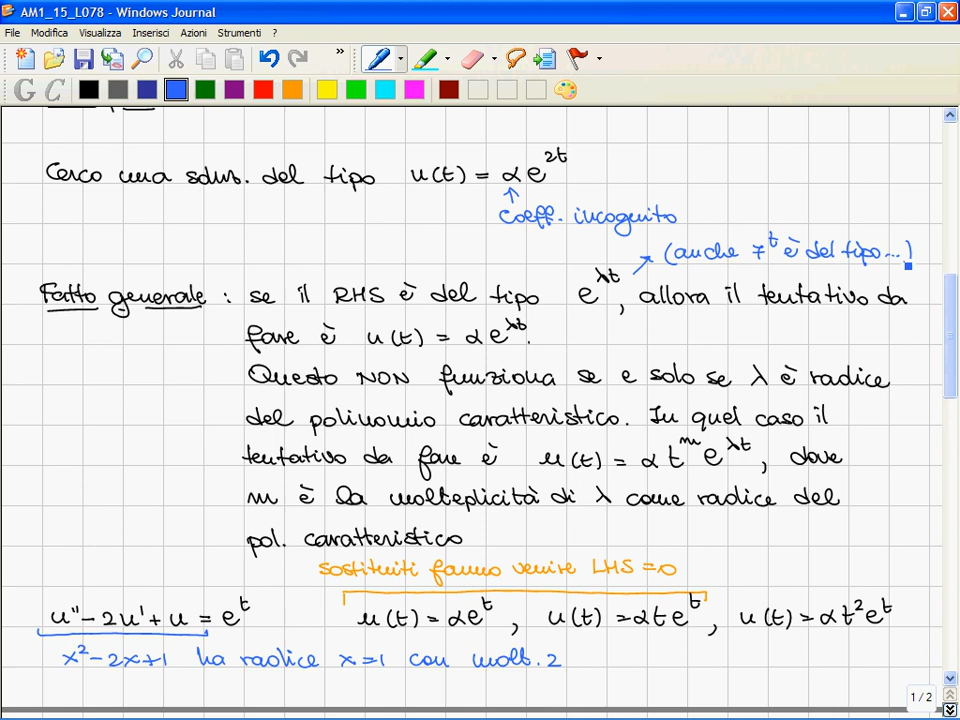 AM1_15_L078 - Windows Journal
File Modifica Visualizza Inserisci Azioni Strumenti ?
Cerco una soluz. del tipo u(t) = αe^{2t}
↑
coeff. incognito
(anche 7^t è del tipo...)
Fatto generale : se il RHS è del tipo e^{λt}, allora il tentativo da
fare è u(t) = αe^{λt}.
Questo NON funziona se e solo se λ è radice
del polinomio caratteristico. In quel caso il
tentativo da fare è u(t) = α t^m e^{λt}, dove
m è la molteplicità di λ come radice del
pol. caratteristico
sostituiti fanno venire LHS = 0
u'' - 2u' + u = e^t u(t) = αe^t, u(t) = αte^t, u(t) = αt²e^t
x² - 2x + 1 ha radice x = 1 con molt. 2
1 / 2